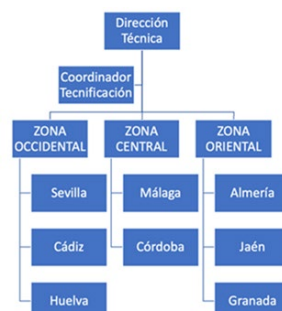 Dirección
Técnica
Coordinador
Tecnificación
ZONA
OCCIDENTAL
ZONA
CENTRAL
ZONA
ORIENTAL
Sevilla
Málaga
Almería
Cádiz
Córdoba
Jaén
Huelva
Granada